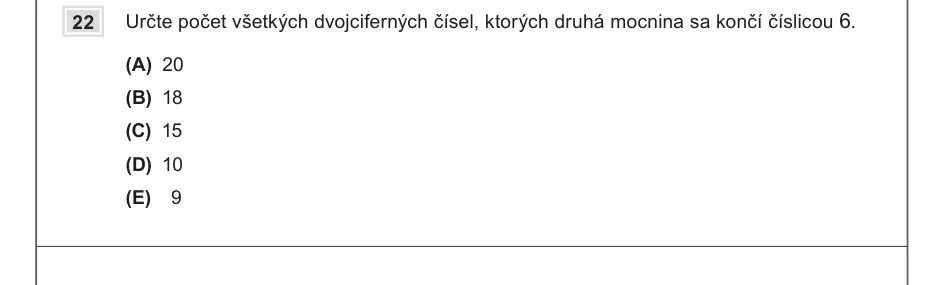 22 Určte počet všetkých dvojciferných čísel, ktorých druhá mocnina sa končí číslicou 6.
(A) 20
(B) 18
(C) 15
(D) 10
(E) 9